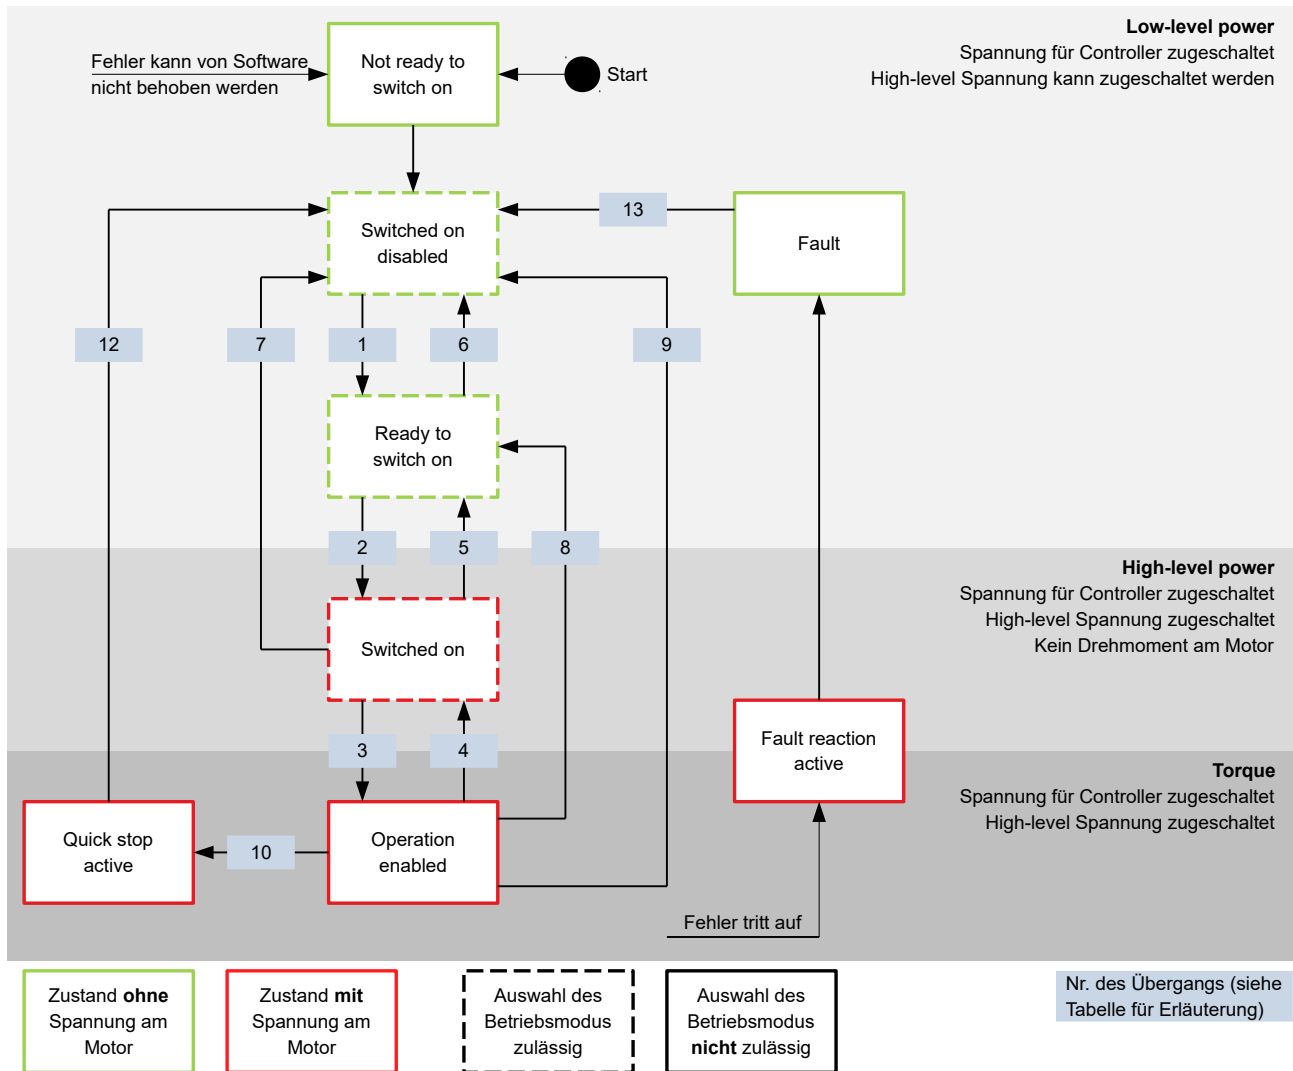 Low-level power
Spannung für Controller zugeschaltet
High-level Spannung kann zugeschaltet werden
Fehler kann von Software
nicht behoben werden
Not ready to
switch on
Start
Switched on
disabled
13
Fault
12
7
1
6
9
Ready to
switch on
2
5
8
High-level power
Spannung für Controller zugeschaltet
High-level Spannung zugeschaltet
Kein Drehmoment am Motor
Switched on
3
4
Fault reaction
active
Torque
Spannung für Controller zugeschaltet
High-level Spannung zugeschaltet
Quick stop
active
10
Operation
enabled
Fehler tritt auf
Zustand ohne
Spannung am
Motor
Zustand mit
Spannung am
Motor
Auswahl des
Betriebsmodus
zulässig
Auswahl des
Betriebsmodus
nicht zulässig
Nr. des Übergangs (siehe
Tabelle für Erläuterung)